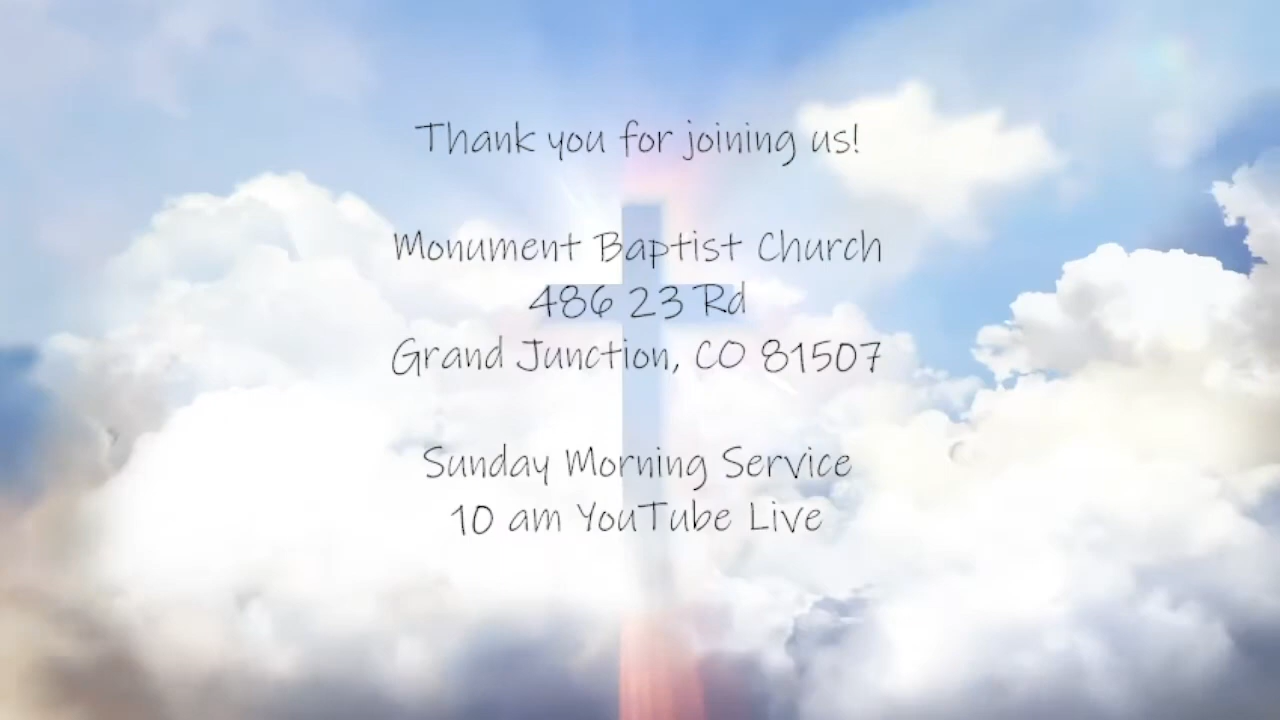 Thank you for joining us!
Monument Baptist Church
486 23 Rd
Grand Junction, CO 81507
Sunday Morning Service
10 am YouTube Live